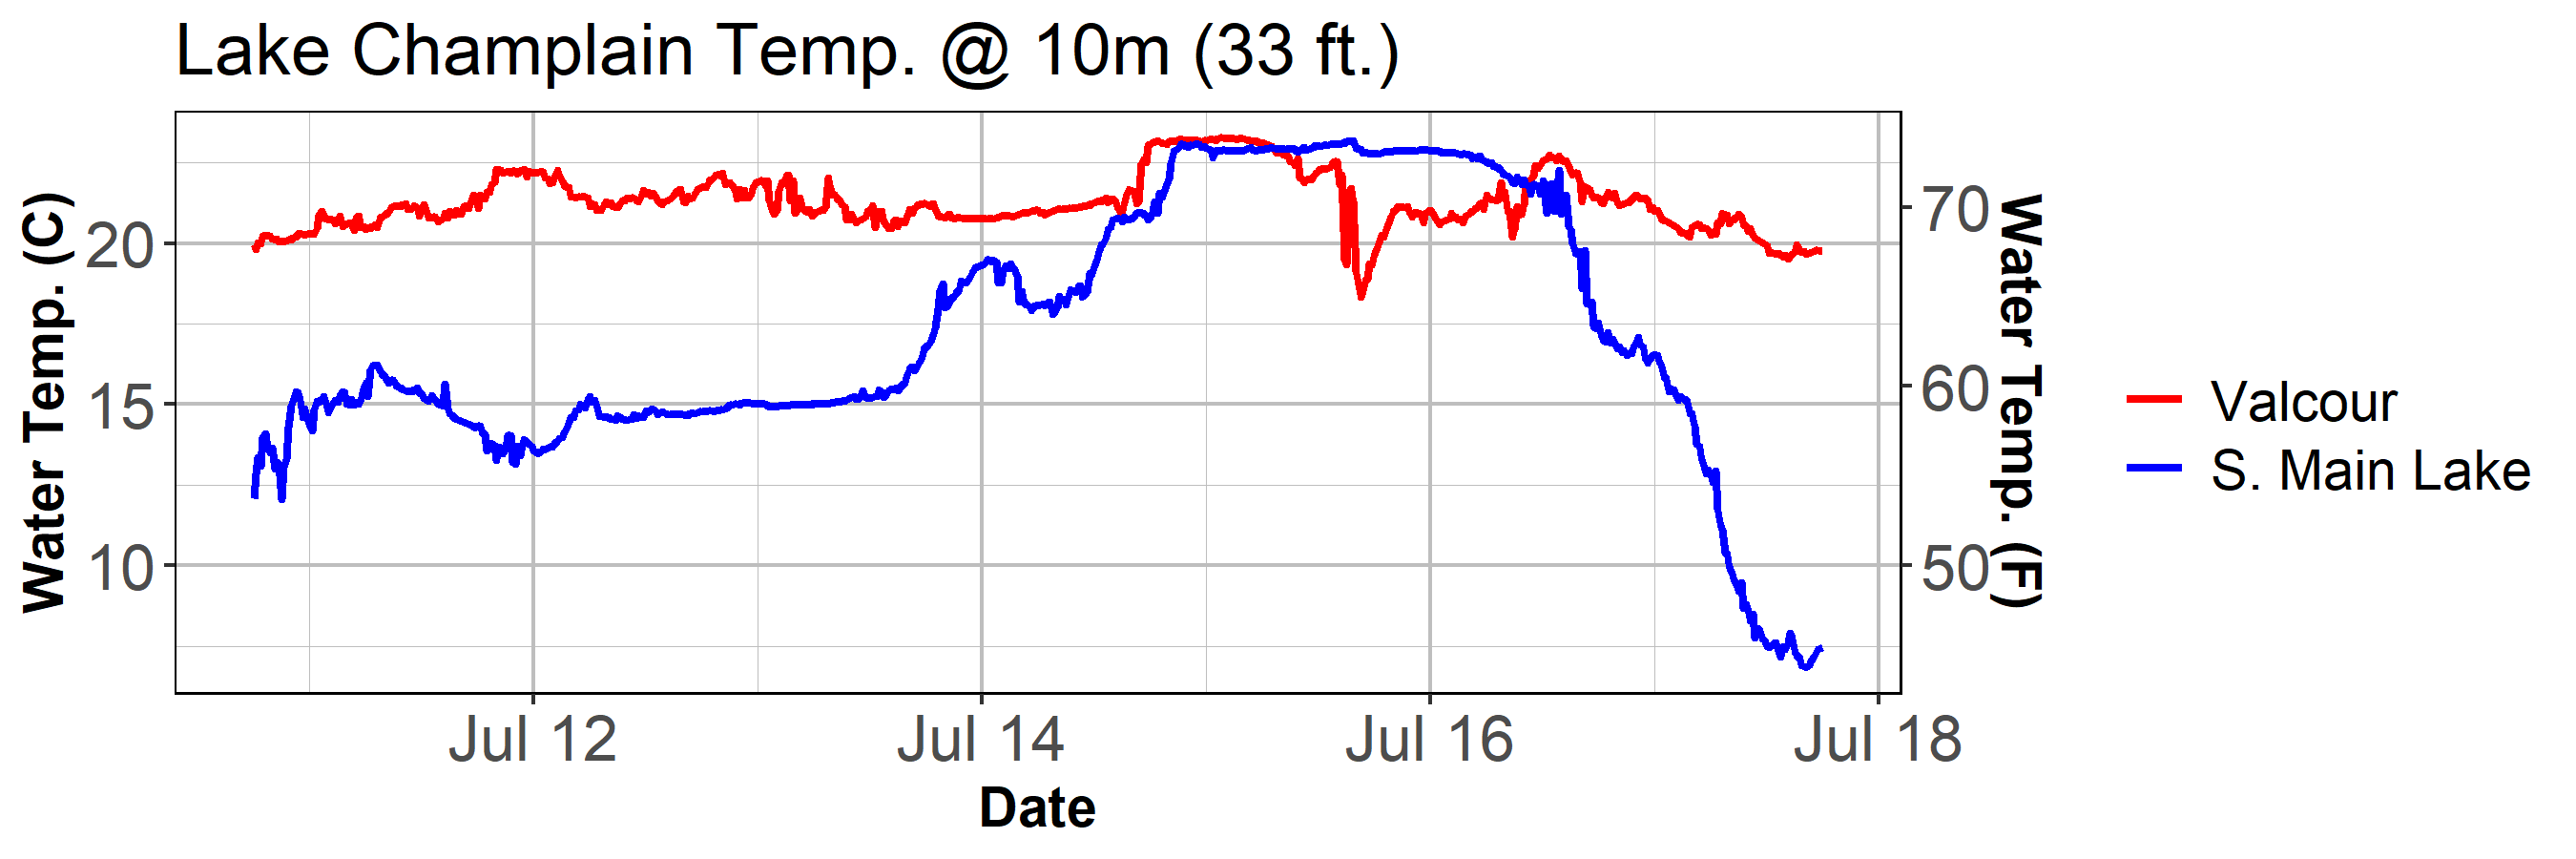 Lake Champlain Temp. @ 10m (33 ft.)
Water Temp. (C)
20
15
10
70
60
50
Water Temp. (F)
Jul 12
Jul 14
Jul 16
Jul 18
Date
Valcour
S. Main Lake